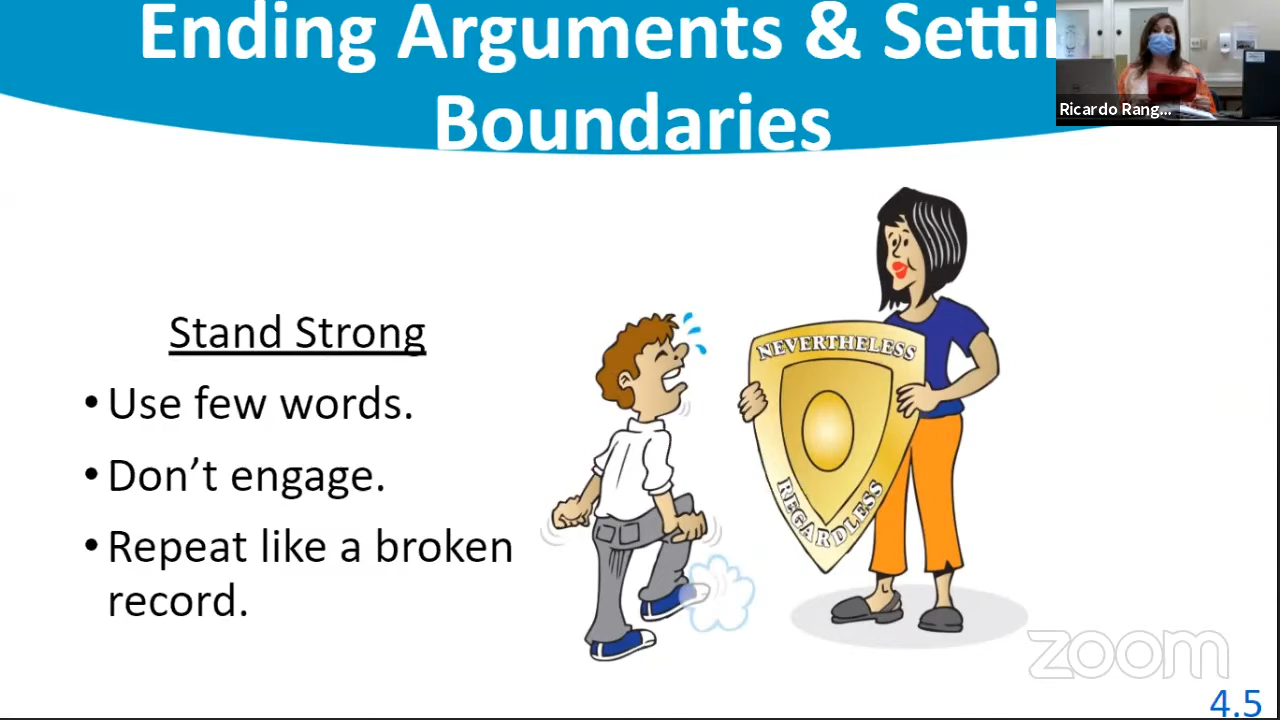 Ending Arguments & Settin
Boundaries
Ricardo Rang...
Stand Strong
• Use few words.
• Don't engage.
• Repeat like a broken
record.
NEVERTHELESS
REGARDLESS
zoom
4.5